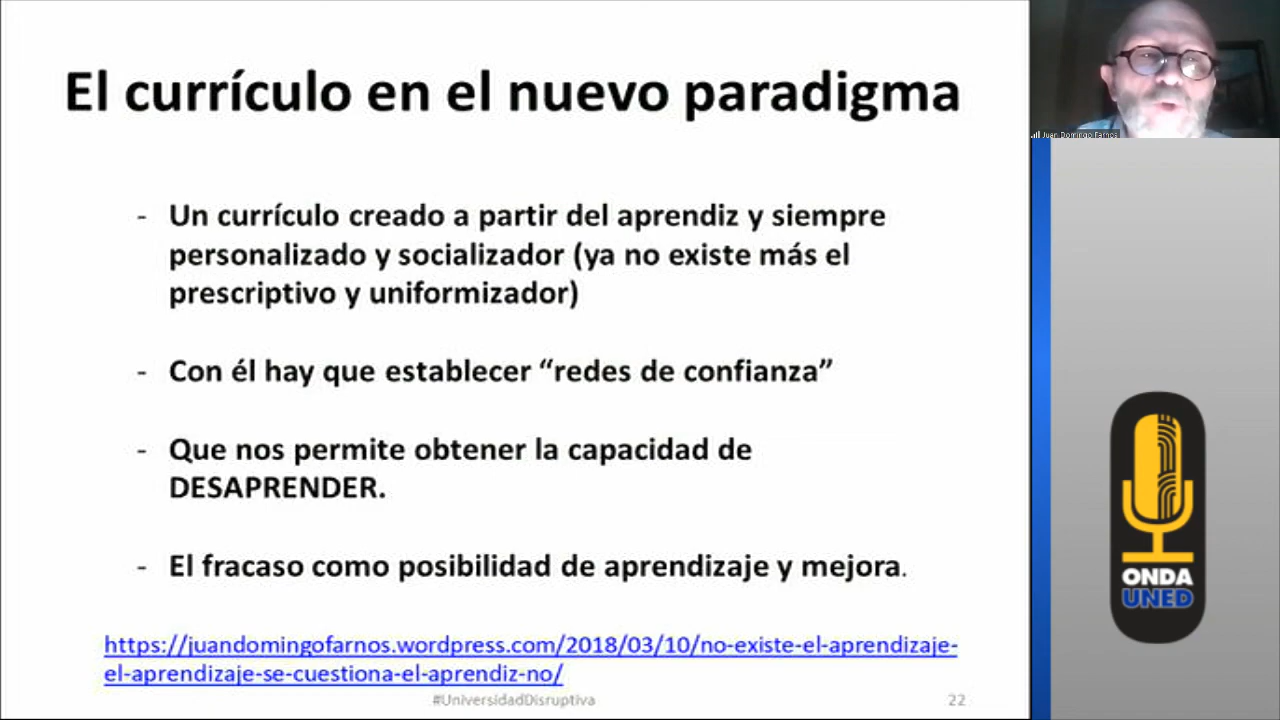 El currículo en el nuevo paradigma
- Un currículo creado a partir del aprendiz y siempre
personalizado y socializador (ya no existe más el
prescriptivo y uniformizador)
- Con él hay que establecer “redes de confianza”
- Que nos permite obtener la capacidad de
DESAPRENDER.
- El fracaso como posibilidad de aprendizaje y mejora.
https://juandomingofarnos.wordpress.com/2018/03/10/no-existe-el-aprendizaje-
el-aprendizaje-se-cuestiona-el-aprendiz-no/
#UniversidadDisruptiva
22
Juan Domingo Farnos
ONDA
UNED